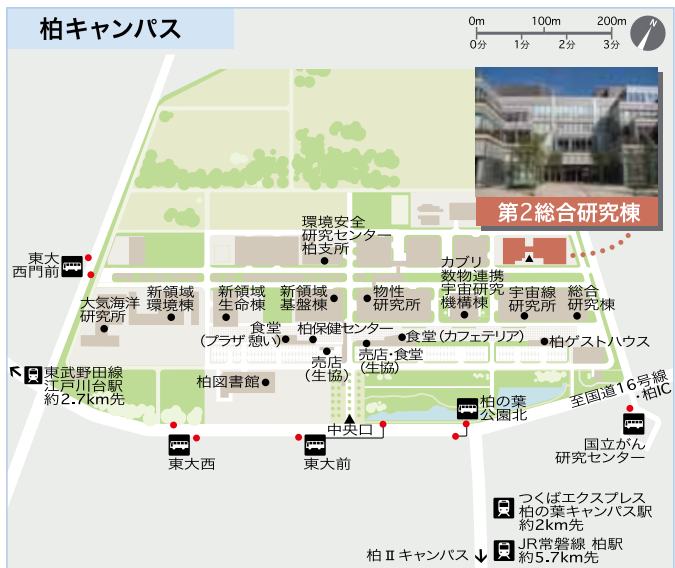 柏キャンパス
0m 100m 200m
0分 1分 2分 3分
N
第2総合研究棟
環境安全
研究センター
柏支所
東大
西門前
カブリ
数物連携
宇宙研究
機構棟
大気海洋
研究所
新領域
環境棟
新領域
生命棟
新領域
基盤棟
物性
研究所
宇宙線
研究所
総合
研究棟
食堂
(プラザ 憩い)
柏保健センター
売店
(生協)
売店・食堂
(生協)
食堂(カフェテリア)
柏ゲストハウス
東武野田線
江戸川台駅
約2.7km先
柏図書館
柏の葉
公園北
至国道16号線
・柏IC
中央口
東大西
東大前
国立がん
研究センター
つくばエクスプレス
柏の葉キャンパス駅
約2km先
柏Ⅱキャンパス
JR常磐線 柏駅
約5.7km先